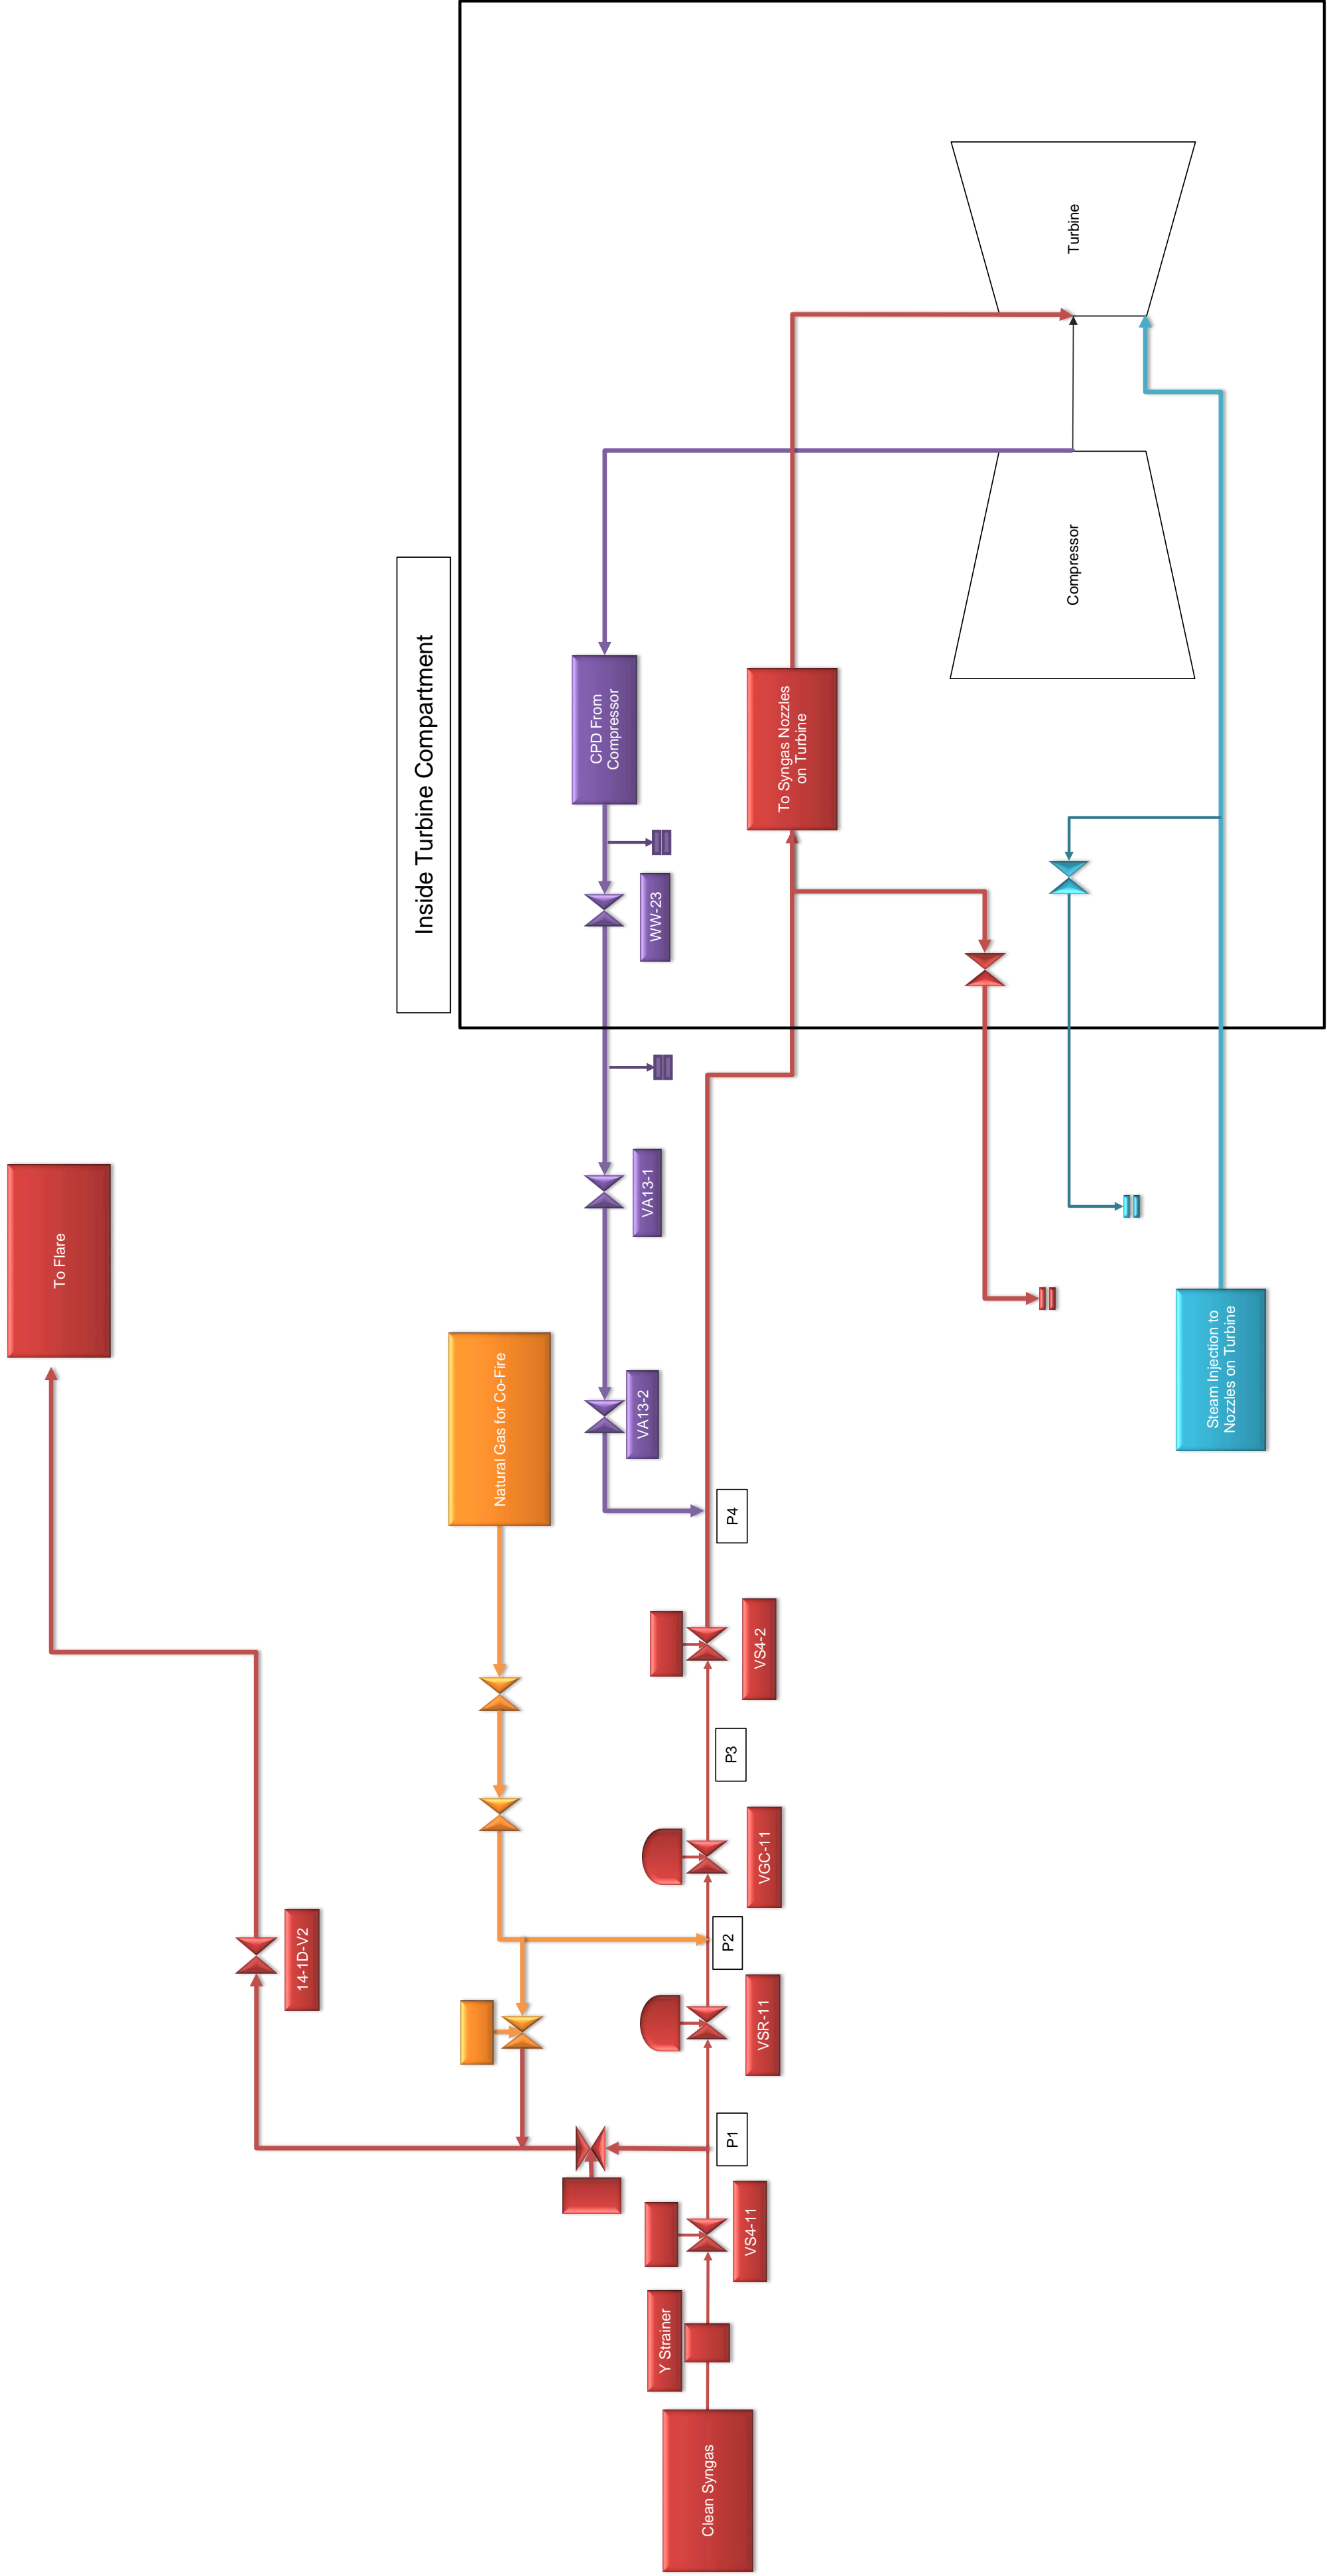 To Flare
14-1D-V2
Inside Turbine Compartment
Natural Gas for Co-Fire
CPD From
Compressor
WW-23
VA13-1
VA13-2
Clean Syngas
Y Strainer
VS4-11
P1
VSR-11
P2
VGC-11
P3
VS4-2
P4
To Syngas Nozzles
on Turbine
Compressor
Turbine
Steam Injection to
Nozzles on Turbine